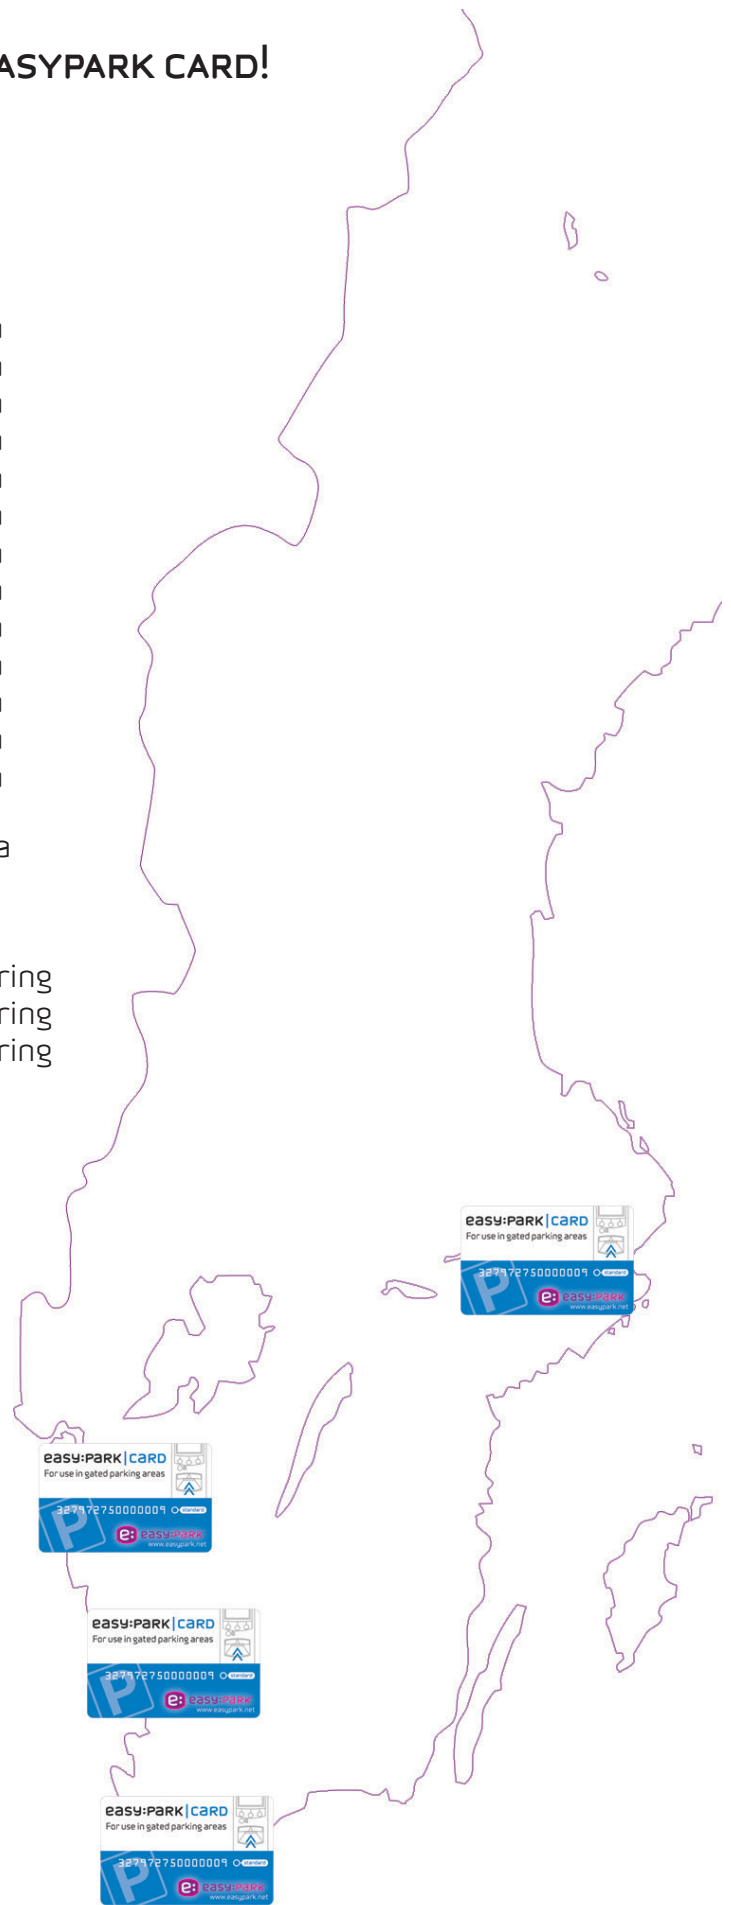 ASYPARK CARD!
a
ring
ring
ring
easy:PARK|CARD
For use in gated parking areas
327972750000009 standard
P
e: easy:PARK
www.easypark.net
easy:PARK|CARD
For use in gated parking areas
327972750000009 standard
P
e: easy:PARK
www.easypark.net
easy:PARK|CARD
For use in gated parking areas
327972750000009 standard
P
e: easy:PARK
www.easypark.net
easy:PARK|CARD
For use in gated parking areas
327972750000009 standard
P
e: easy:PARK
www.easypark.net